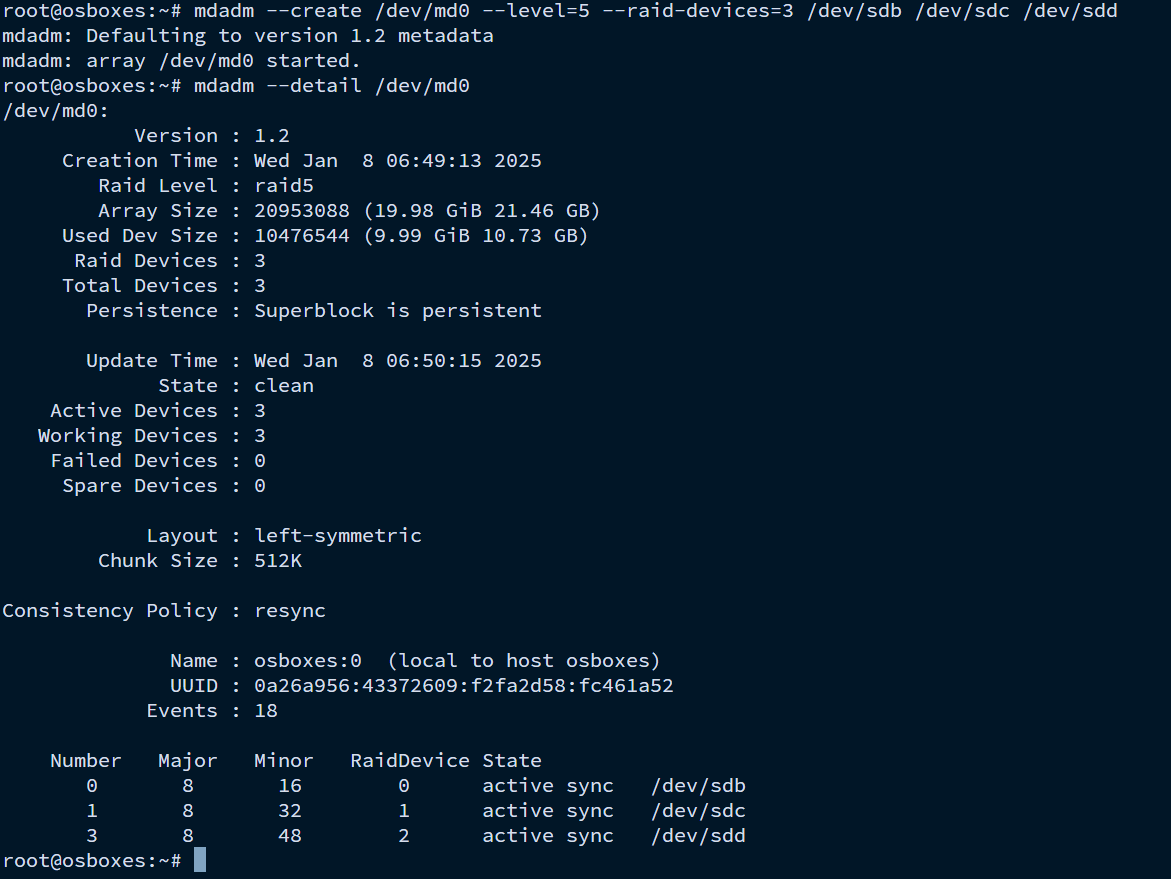 root@osboxes:~# mdadm --create /dev/md0 --level=5 --raid-devices=3 /dev/sdb /dev/sdc /dev/sdd
mdadm: Defaulting to version 1.2 metadata
mdadm: array /dev/md0 started.
root@osboxes:~# mdadm --detail /dev/md0
/dev/md0:
           Version : 1.2
     Creation Time : Wed Jan  8 06:49:13 2025
        Raid Level : raid5
        Array Size : 20953088 (19.98 GiB 21.46 GB)
     Used Dev Size : 10476544 (9.99 GiB 10.73 GB)
      Raid Devices : 3
     Total Devices : 3
       Persistence : Superblock is persistent

       Update Time : Wed Jan  8 06:50:15 2025
             State : clean
    Active Devices : 3
   Working Devices : 3
    Failed Devices : 0
     Spare Devices : 0

            Layout : left-symmetric
        Chunk Size : 512K

Consistency Policy : resync

              Name : osboxes:0  (local to host osboxes)
              UUID : 0a26a956:43372609:f2fa2d58:fc461a52
            Events : 18

    Number   Major   Minor   RaidDevice State
       0       8       16        0      active sync   /dev/sdb
       1       8       32        1      active sync   /dev/sdc
       3       8       48        2      active sync   /dev/sdd
root@osboxes:~#